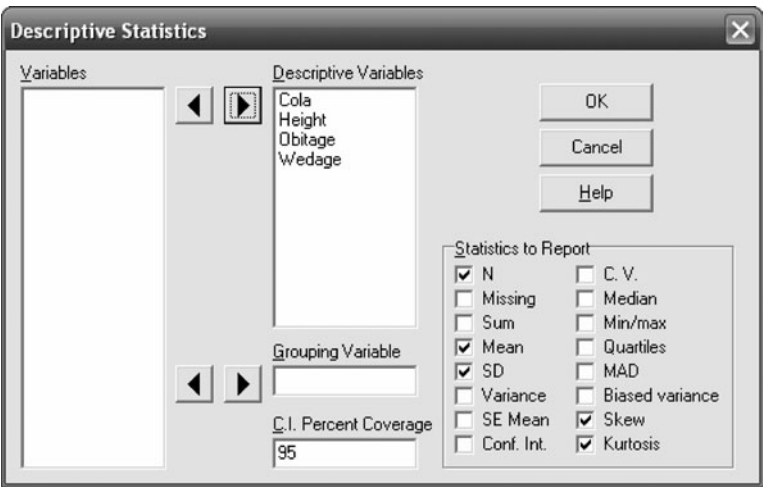 Descriptive Statistics
Variables
Descriptive Variables
Cola
Height
Obitage
Wedage
OK
Cancel
Help
Grouping Variable
C.I. Percent Coverage
95
Statistics to Report
N
C. V.
Missing
Median
Sum
Min/max
Mean
Quartiles
SD
MAD
Variance
Biased variance
SE Mean
Skew
Conf. Int.
Kurtosis